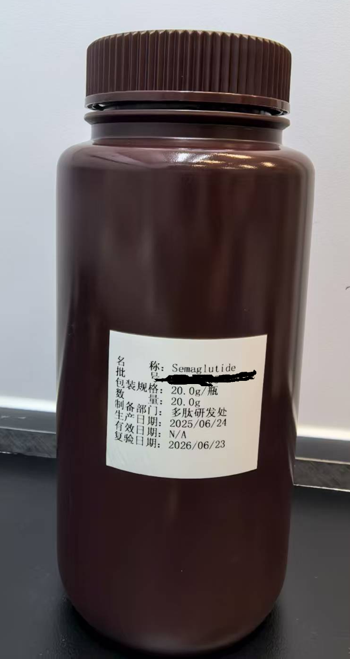 名 称: Semaglutide
批 号
包装规格: 20.0g/瓶
数 量: 20.0g
制备部门: 多肽研发处
生产日期: 2025/06/24
有效日期: N/A
复验日期: 2026/06/23